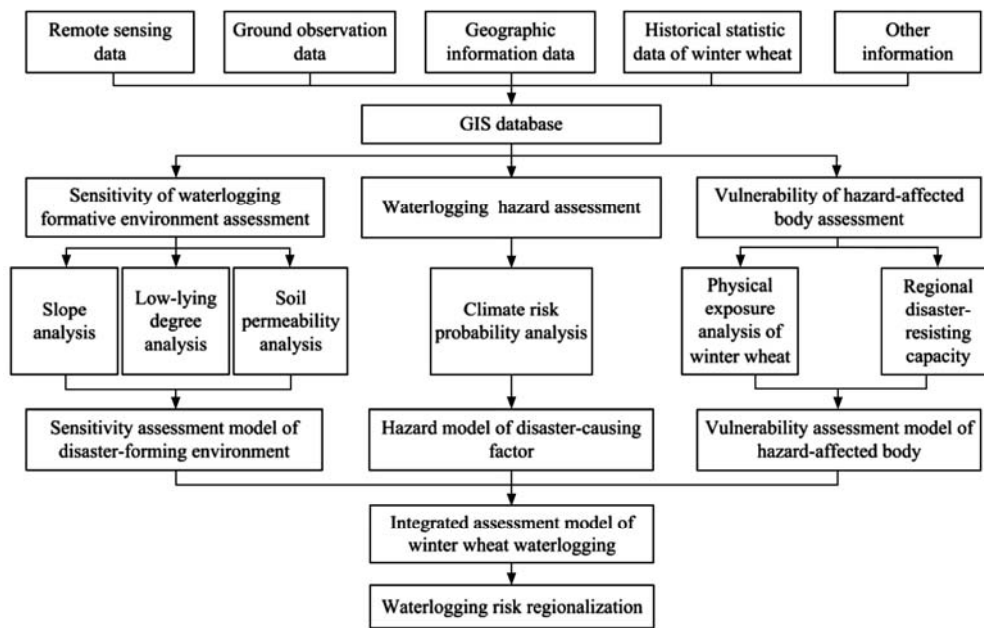 Remote sensing
data
Ground observation
data
Geographic
information data
Historical statistic
data of winter wheat
Other
information
GIS database
Sensitivity of waterlogging
formative environment assessment
Waterlogging hazard assessment
Vulnerability of hazard-affected
body assessment
Slope
analysis
Low-lying
degree
analysis
Soil
permeability
analysis
Climate risk
probability analysis
Physical
exposure
analysis of
winter wheat
Regional
disaster-
resisting
capacity
Sensitivity assessment model of
disaster-forming environment
Hazard model of disaster-causing
factor
Vulnerability assessment model of
hazard-affected body
Integrated assessment model of
winter wheat waterlogging
Waterlogging risk regionalization